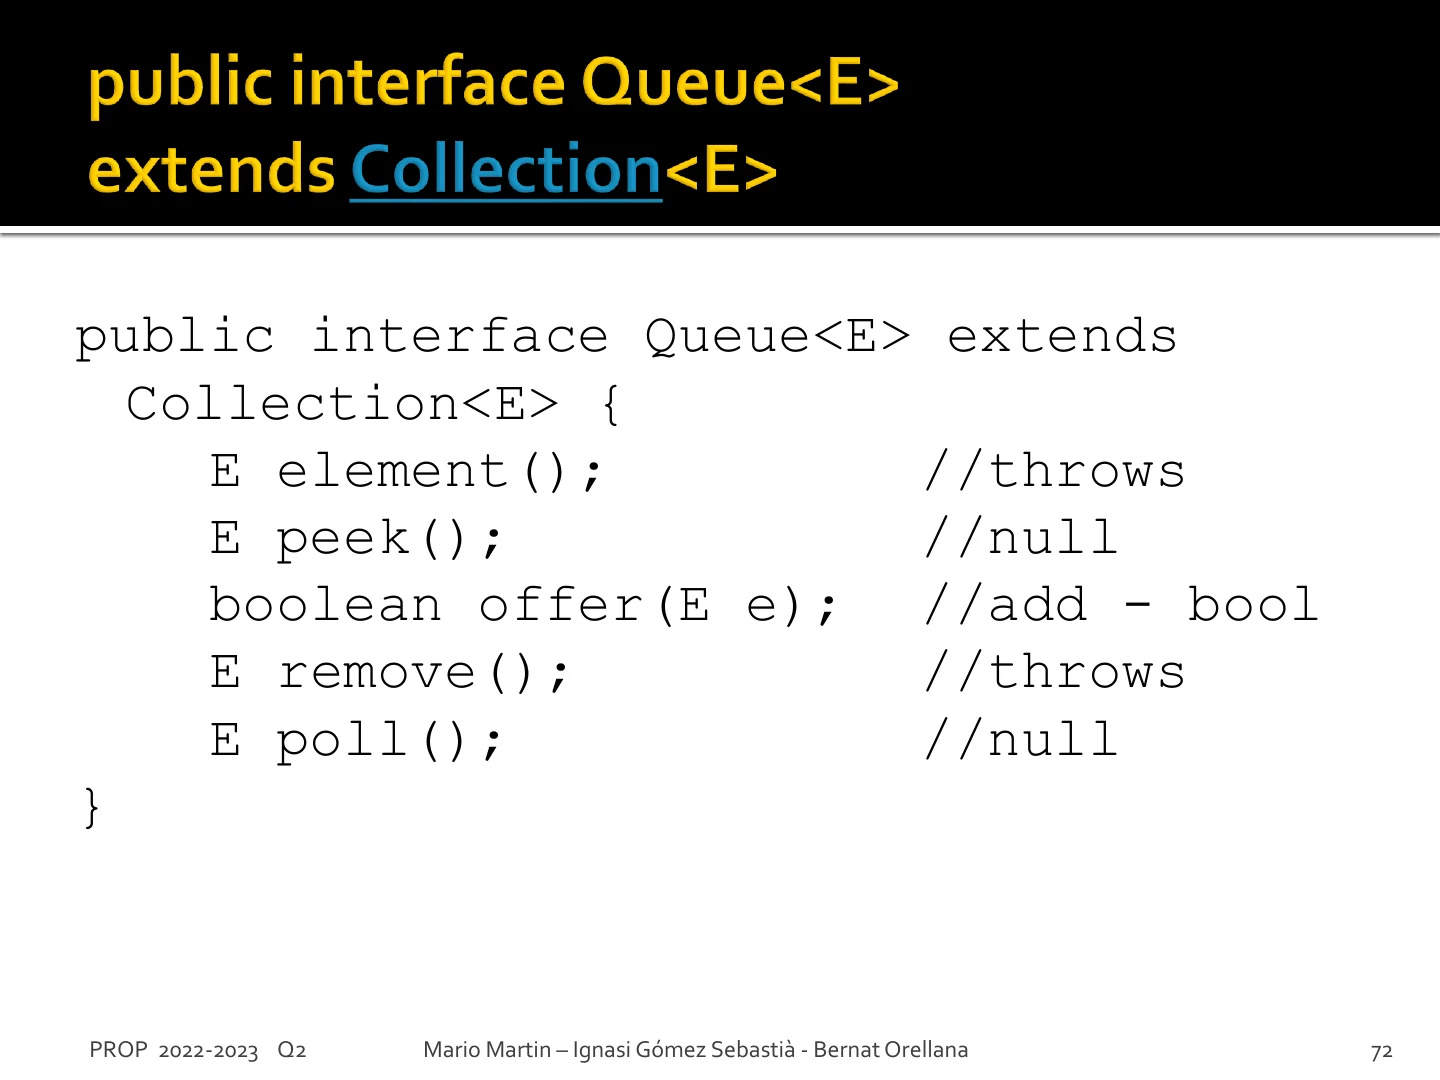 public interface Queue<E>
extends Collection<E>
public interface Queue<E> extends
Collection<E> {
E element(); //throws
E peek(); //null
boolean offer(E e); //add - bool
E remove(); //throws
E poll(); //null
}
PROP 2022-2023 Q2 Mario Martin – Ignasi Gómez Sebastià - Bernat Orellana 72